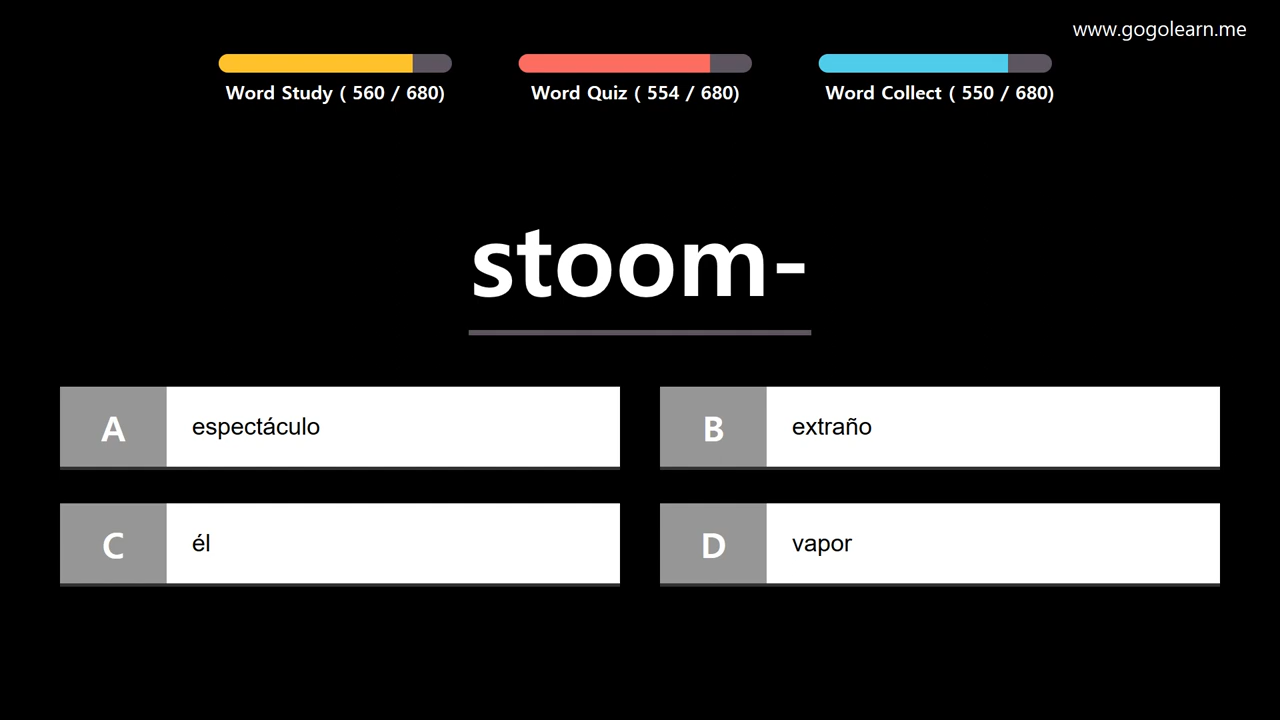 www.gogolearn.me
Word Study ( 560 / 680)
Word Quiz ( 554 / 680)
Word Collect ( 550 / 680)
stoom-
A espectáculo
B extraño
C él
D vapor